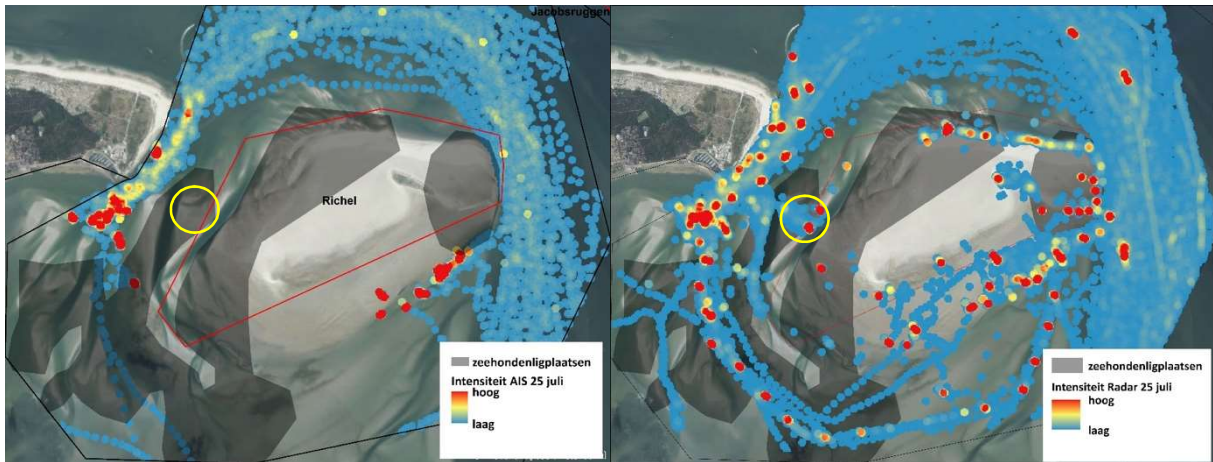 Jacobsruggen
Richel
zeehondenligplaatsen
Intensiteit AIS 25 juli
hoog
laag
zeehondenligplaatsen
Intensiteit Radar 25 juli
hoog
laag